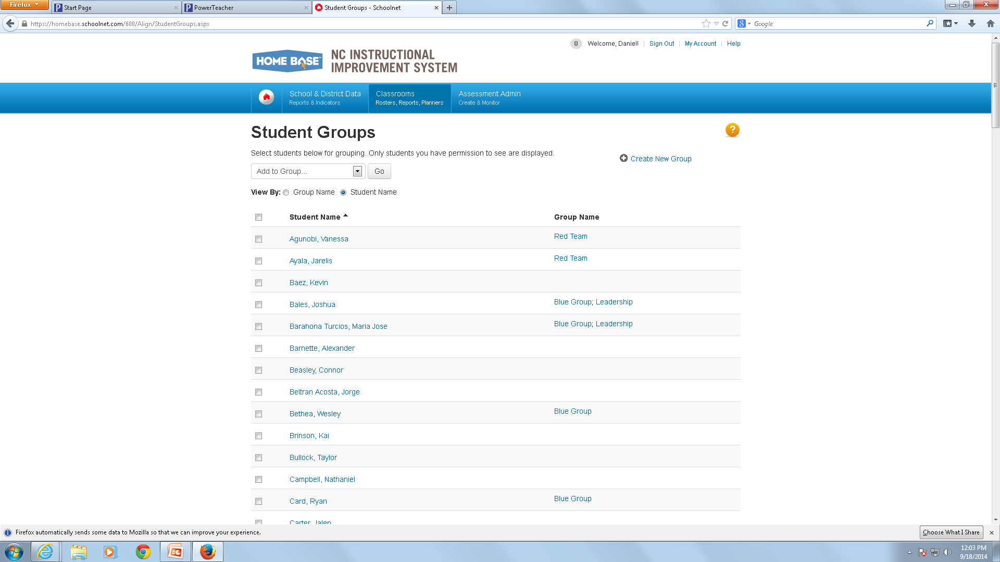 Firefox
Start Page
PowerTeacher
Student Groups - Schoolnet
https://homebase.schoolnet.com/600/Align/StudentGroups.aspx
Google
0 Welcome, Daniel! | Sign Out | My Account | Help
HOME BASE™
NC INSTRUCTIONAL
IMPROVEMENT SYSTEM
School & District Data
Reports & Indicators
Classrooms
Rosters, Reports, Planners
Assessment Admin
Create & Monitor
Student Groups
?
Select students below for grouping. Only students you have permission to see are displayed.
Create New Group
Add to Group... Go
View By: Group Name Student Name
Student Name Group Name
Agunobi, Vanessa Red Team
Ayala, Jarelis Red Team
Baez, Kevin
Bales, Joshua Blue Group; Leadership
Barahona Turcios, Maria Jose Blue Group; Leadership
Barnette, Alexander
Beasley, Connor
Beltran Acosta, Jorge
Bethea, Wesley Blue Group
Brinson, Kai
Bullock, Taylor
Campbell, Nathaniel
Card, Ryan Blue Group
Carter, Jalen
Firefox automatically sends some data to Mozilla so that we can improve your experience.
Choose What I Share
12:03 PM
9/18/2014